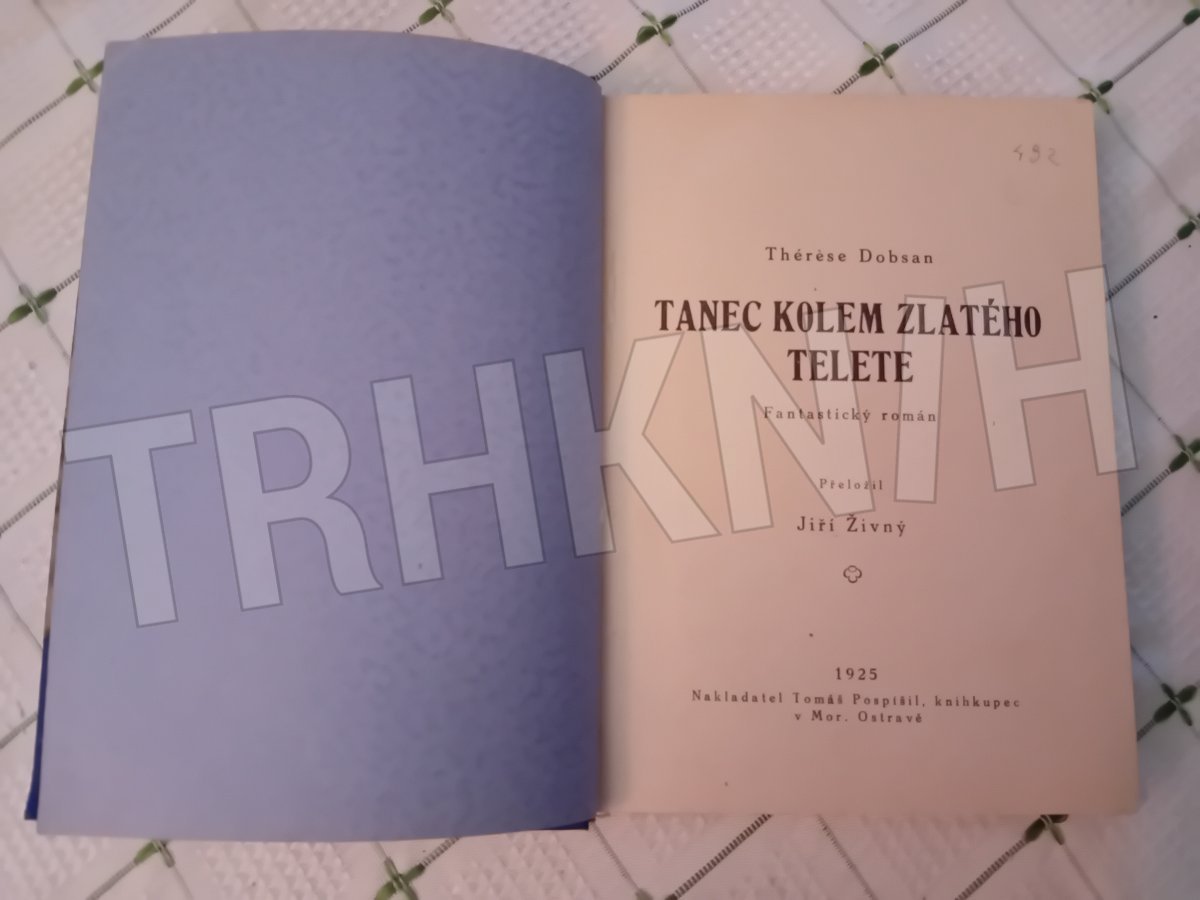 492
Thérèse Dobsan
TANEC KOLEM ZLATÉHO
TELETE
Fantastický román
Přeložil
Jiří Živný
1925
Nakladatel Tomáš Pospíšil, knihkupec
v Mor. Ostravě
TRHKNIH